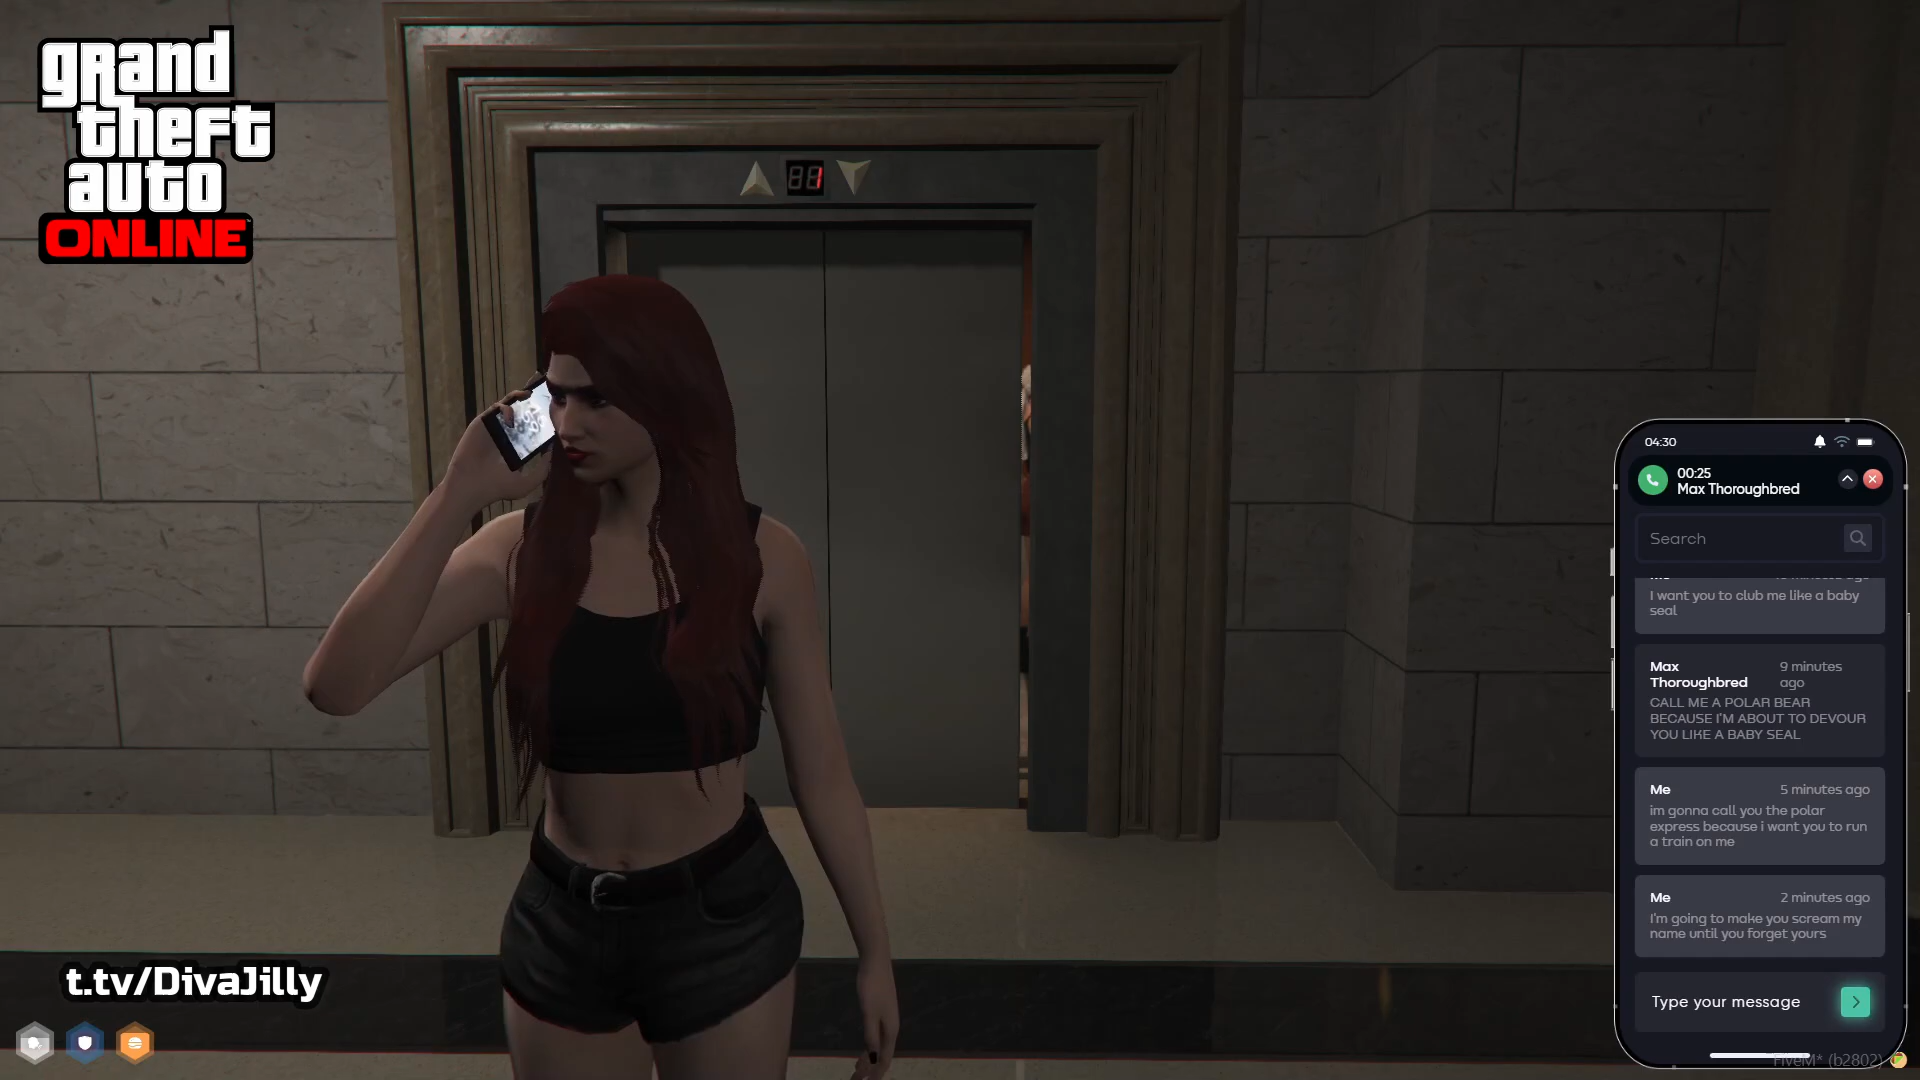 grand
theft
auto
ONLINE
1
04:30
00:25
Max Thoroughbred
Search
I want you to club me like a baby
seal
Max Thoroughbred 9 minutes ago
CALL ME A POLAR BEAR
BECAUSE I'M ABOUT TO DEVOUR
YOU LIKE A BABY SEAL
Me 5 minutes ago
im gonna call you the polar
express because i want you to run
a train on me
Me 2 minutes ago
I'm going to make you scream my
name until you forget yours
Type your message
t.tv/DivaJilly
FiveM* (b2802)